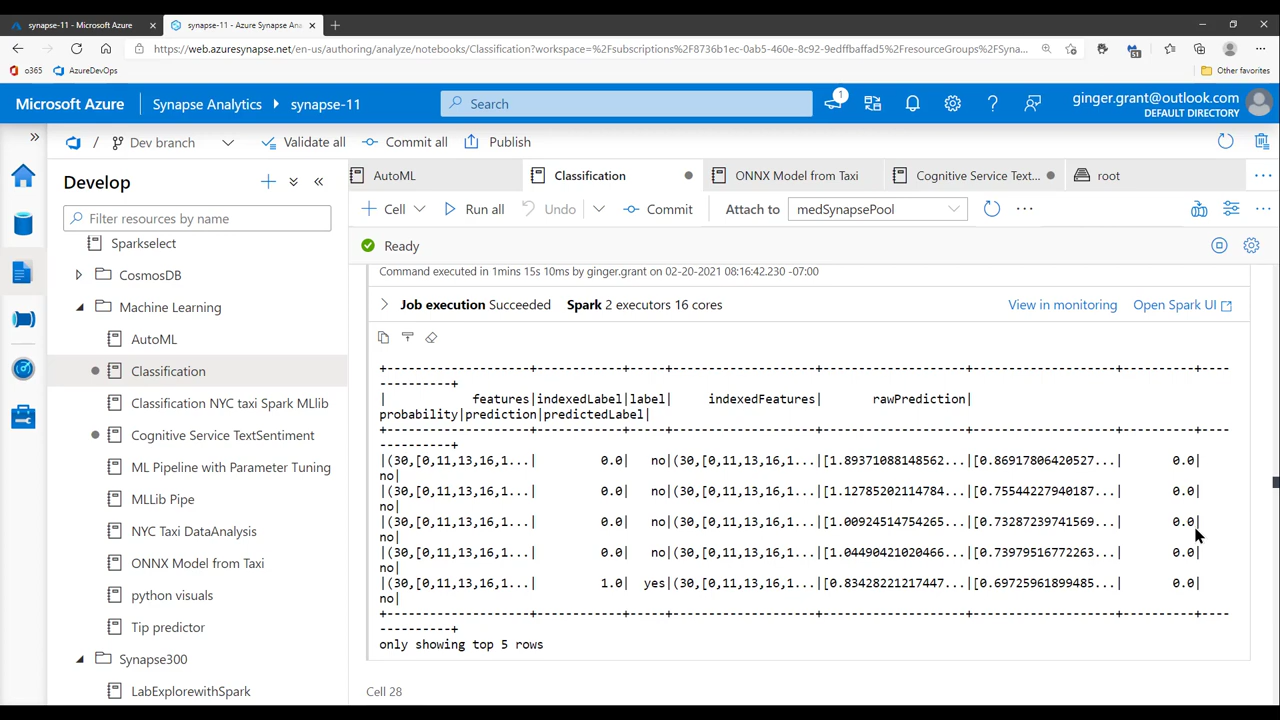 synapse-11 - Microsoft Azure
synapse-11 - Azure Synapse Ana
https://web.azuresynapse.net/en-us/authoring/analyze/notebooks/Classification?workspace=%2Fsubscriptions%2F8736b1ec-0ab5-460e-8c92-9edffbaffad5%2FresourceGroups%2FSyna...
51
o365
AzureDevOps
Other favorites
Microsoft Azure
Synapse Analytics
synapse-11
Search
1
ginger.grant@outlook.com
DEFAULT DIRECTORY
/ Dev branch
Validate all
Commit all
Publish
Develop
Filter resources by name
Sparkselect
CosmosDB
Machine Learning
AutoML
Classification
Classification NYC taxi Spark MLlib
Cognitive Service TextSentiment
ML Pipeline with Parameter Tuning
MLLib Pipe
NYC Taxi DataAnalysis
ONNX Model from Taxi
python visuals
Tip predictor
Synapse300
LabExplorewithSpark
AutoML
Classification
ONNX Model from Taxi
Cognitive Service Text...
root
Cell
Run all
Undo
Commit
Attach to
medSynapsePool
Ready
Command executed in 1mins 15s 10ms by ginger.grant on 02-20-2021 08:16:42.230 -07:00
Job execution Succeeded Spark 2 executors 16 cores
View in monitoring
Open Spark UI
+--------------------+------------+-----+--------------------+--------------------+--------------------+----------+----
----------+
| features|indexedLabel|label| indexedFeatures| rawPrediction|
probability|prediction|predictedLabel|
+--------------------+------------+-----+--------------------+--------------------+--------------------+----------+----
----------+
|(30,[0,11,13,16,1...| 0.0| no|(30,[0,11,13,16,1...|[1.89371088148562...|[0.86917806420527...| 0.0|
no|
|(30,[0,11,13,16,1...| 0.0| no|(30,[0,11,13,16,1...|[1.12785202114784...|[0.75544227940187...| 0.0|
no|
|(30,[0,11,13,16,1...| 0.0| no|(30,[0,11,13,16,1...|[1.00924514754265...|[0.73287239741569...| 0.0|
no|
|(30,[0,11,13,16,1...| 0.0| no|(30,[0,11,13,16,1...|[1.04490421020466...|[0.73979516772263...| 0.0|
no|
|(30,[0,11,13,16,1...| 1.0| yes|(30,[0,11,13,16,1...|[0.83428221217447...|[0.69725961899485...| 0.0|
no|
+--------------------+------------+-----+--------------------+--------------------+--------------------+----------+----
----------+
only showing top 5 rows
Cell 28